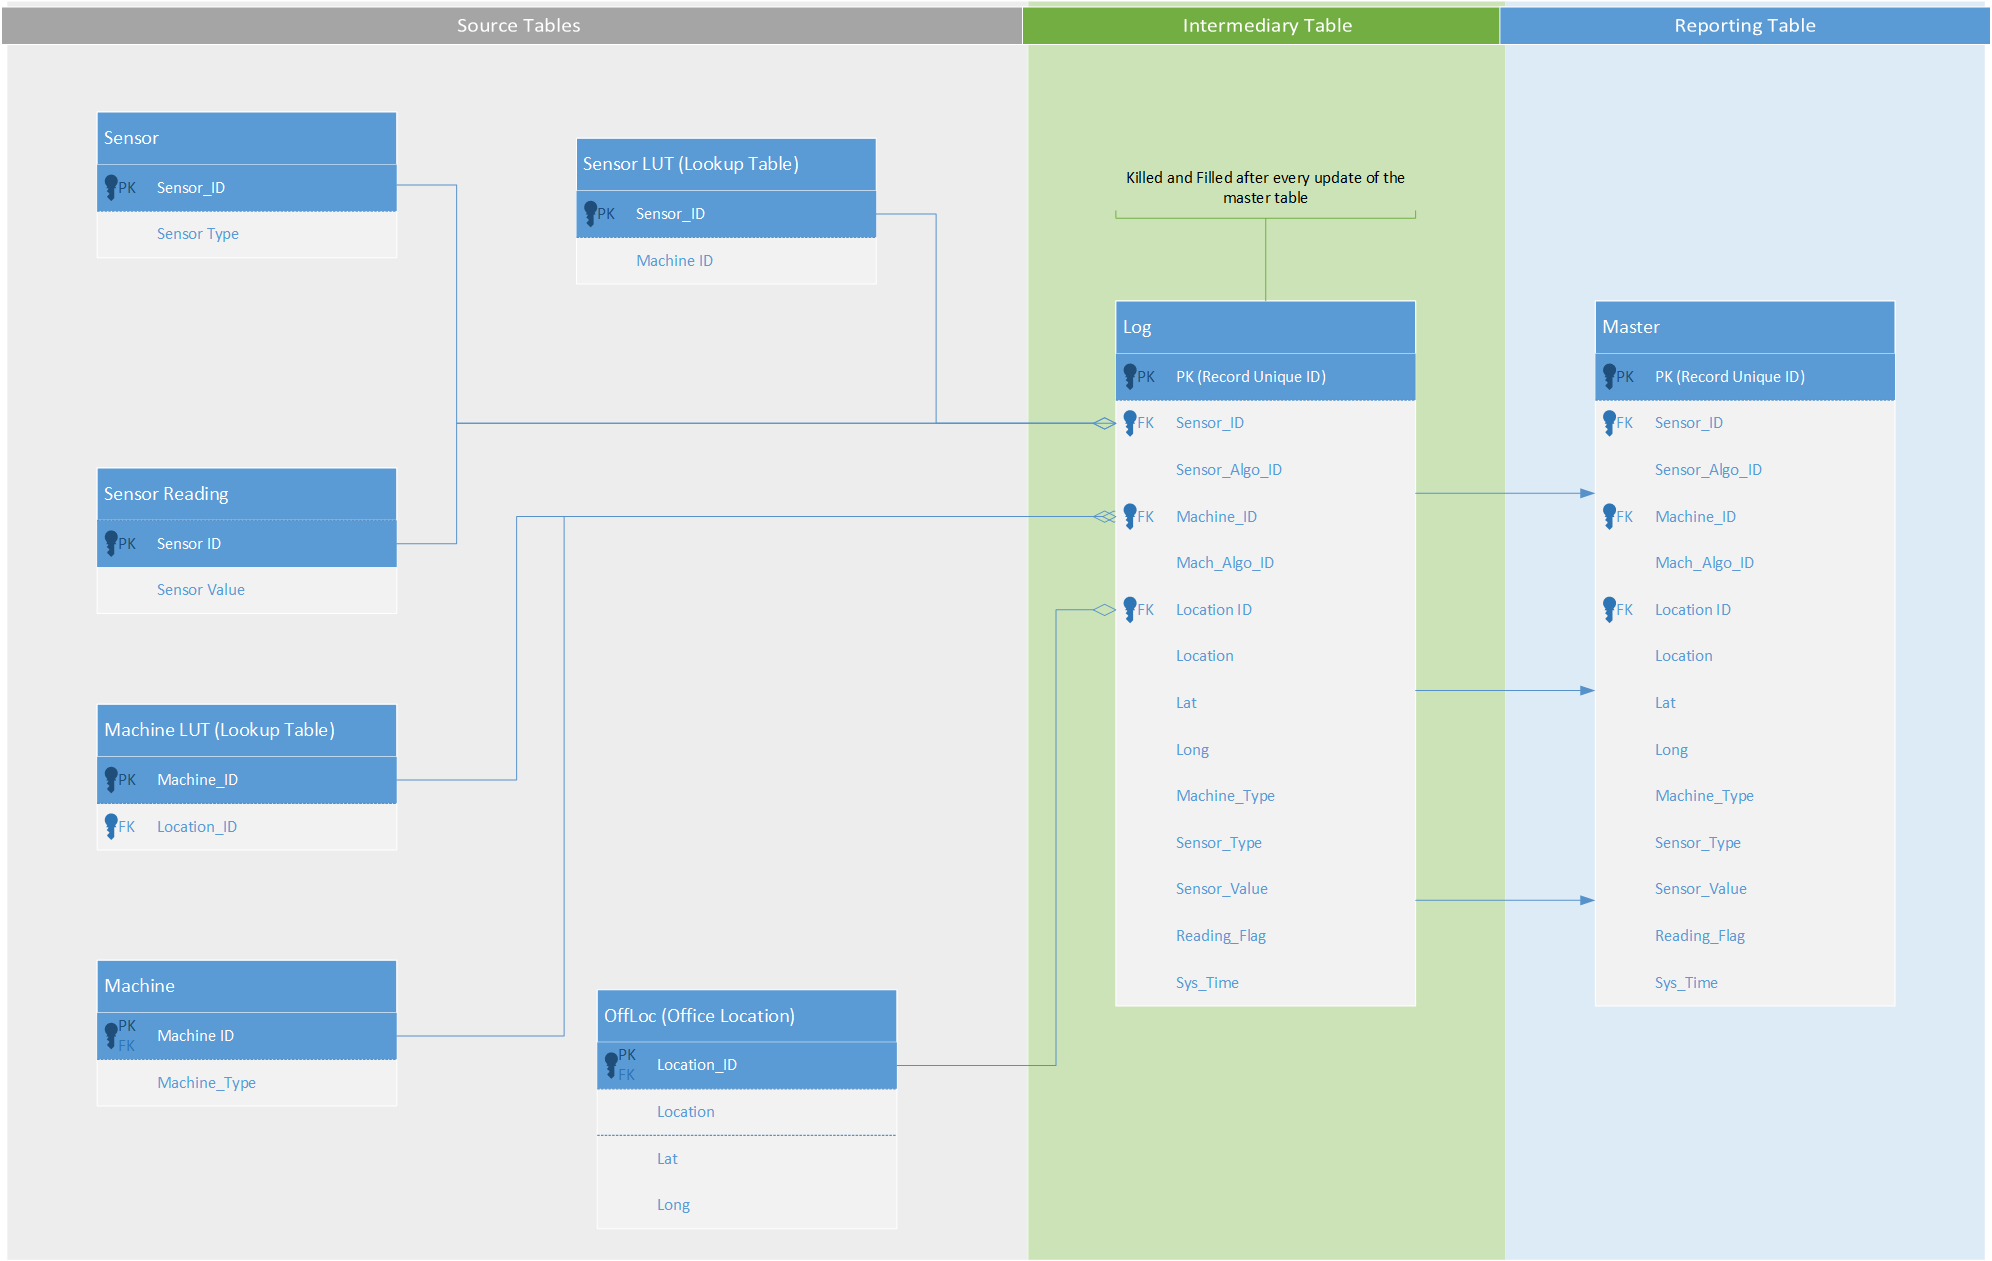 Source Tables
Intermediary Table
Reporting Table
Sensor
PK Sensor_ID
Sensor Type
Sensor LUT (Lookup Table)
PK Sensor_ID
Machine ID
Sensor Reading
PK Sensor ID
Sensor Value
Machine LUT (Lookup Table)
PK Machine_ID
FK Location_ID
Machine
PK
FK
Machine ID
Machine_Type
OffLoc (Office Location)
PK
FK
Location_ID
Location
Lat
Long
Killed and Filled after every update of the
master table
Log
PK PK (Record Unique ID)
FK Sensor_ID
Sensor_Algo_ID
FK Machine_ID
Mach_Algo_ID
FK Location ID
Location
Lat
Long
Machine_Type
Sensor_Type
Sensor_Value
Reading_Flag
Sys_Time
Master
PK PK (Record Unique ID)
FK Sensor_ID
Sensor_Algo_ID
FK Machine_ID
Mach_Algo_ID
FK Location ID
Location
Lat
Long
Machine_Type
Sensor_Type
Sensor_Value
Reading_Flag
Sys_Time